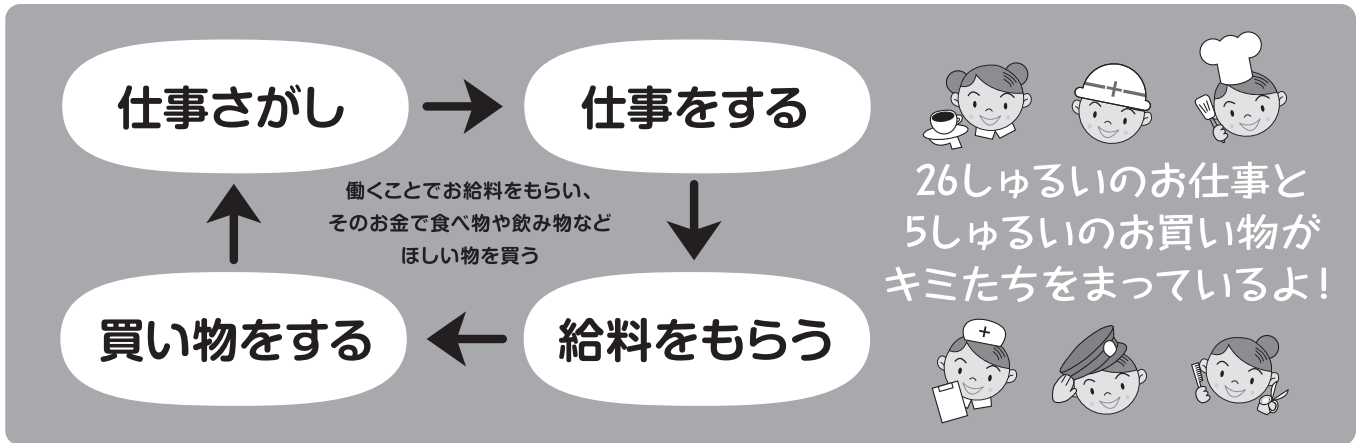 仕事さがし
仕事をする
働くことでお給料をもらい、
そのお金で食べ物や飲み物など
ほしい物を買う
買い物をする
給料をもらう
26しゅるいのお仕事と
5しゅるいのお買い物が
キミたちをまっているよ!